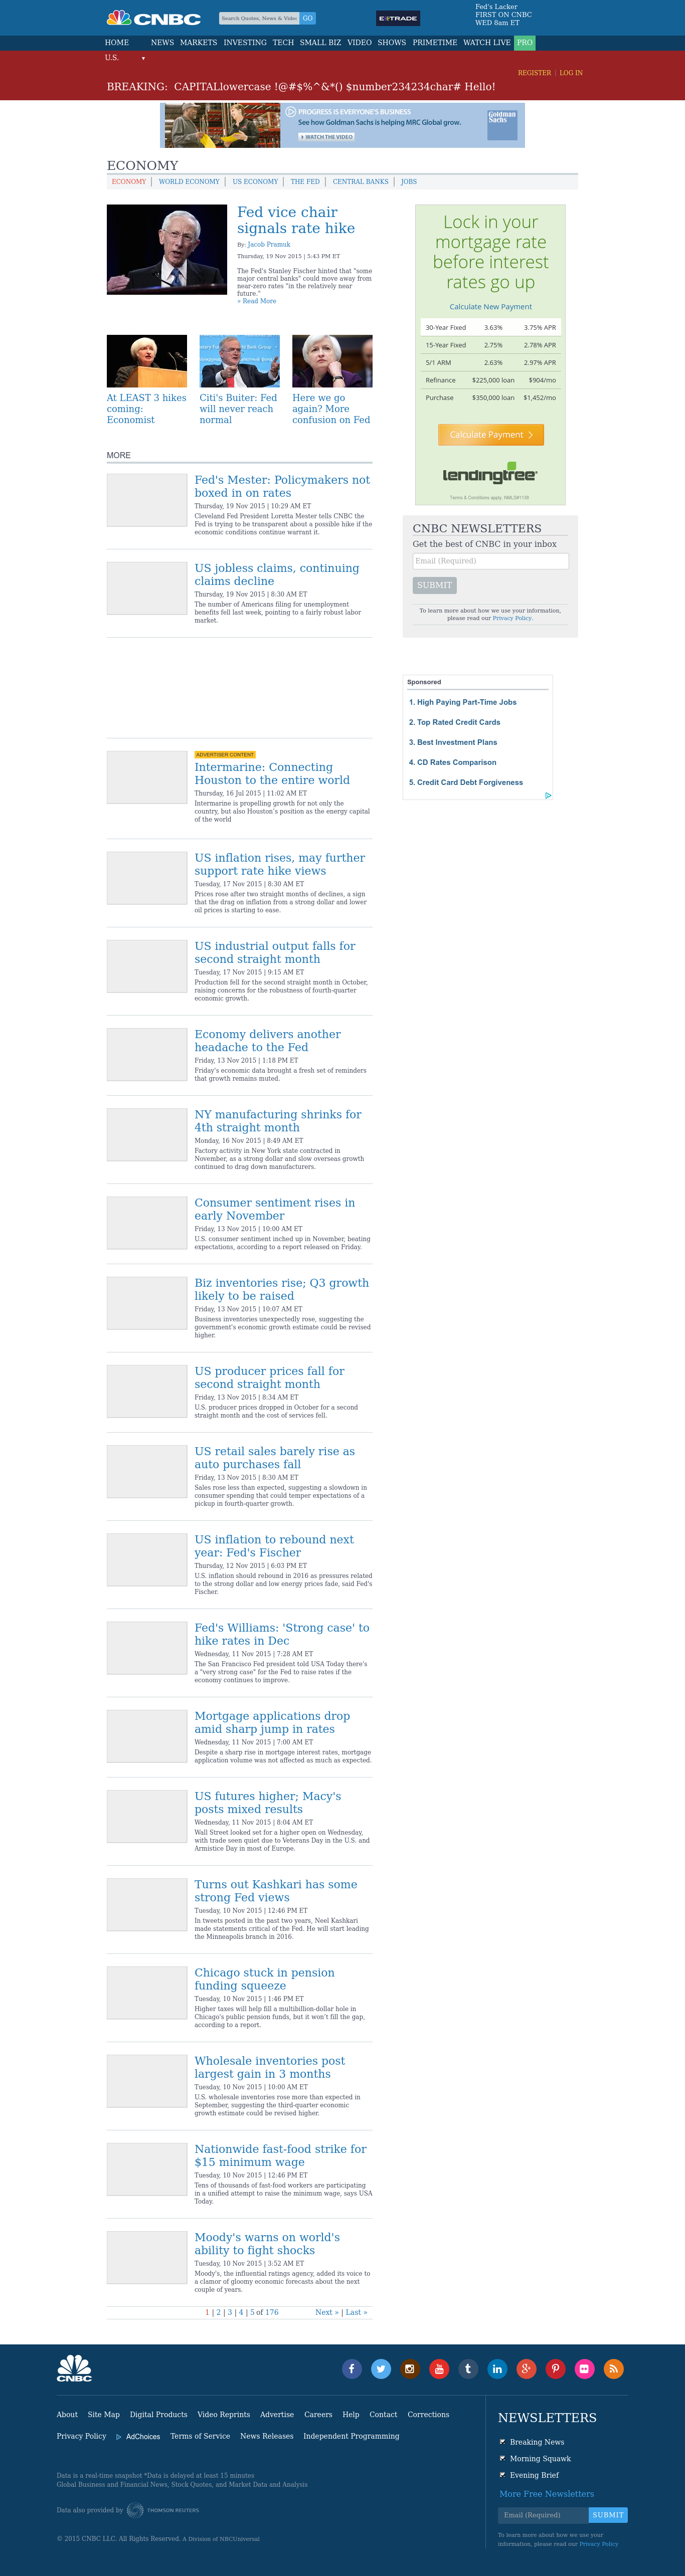 CNBC
Search Quotes, News & Video GO
E*TRADE
Fed's Lacker
FIRST ON CNBC
WED 8am ET
HOME NEWS MARKETS INVESTING TECH SMALL BIZ VIDEO SHOWS PRIMETIME WATCH LIVE PRO
U.S. ▾
REGISTER | LOG IN
BREAKING: CAPITALlowercase !@#$%^&*() $number234234char# Hello!
PROGRESS IS EVERYONE'S BUSINESS
See how Goldman Sachs is helping MRC Global grow.
WATCH THE VIDEO
Goldman
Sachs
ECONOMY
ECONOMY | WORLD ECONOMY | US ECONOMY | THE FED | CENTRAL BANKS | JOBS
Fed vice chair
signals rate hike
By: Jacob Pramuk
Thursday, 19 Nov 2015 | 5:43 PM ET
The Fed's Stanley Fischer hinted that "some
major central banks" could move away from
near-zero rates "in the relatively near
future."
» Read More
At LEAST 3 hikes
coming:
Economist
Citi's Buiter: Fed
will never reach
normal
Here we go
again? More
confusion on Fed
MORE
Fed's Mester: Policymakers not
boxed in on rates
Thursday, 19 Nov 2015 | 10:29 AM ET
Cleveland Fed President Loretta Mester tells CNBC the
Fed is trying to be transparent about a possible hike if the
economic conditions continue warrant it.
US jobless claims, continuing
claims decline
Thursday, 19 Nov 2015 | 8:30 AM ET
The number of Americans filing for unemployment
benefits fell last week, pointing to a fairly robust labor
market.
ADVERTISER CONTENT
Intermarine: Connecting
Houston to the entire world
Thursday, 16 Jul 2015 | 11:02 AM ET
Intermarine is propelling growth for not only the
country, but also Houston's position as the energy capital
of the world
US inflation rises, may further
support rate hike views
Tuesday, 17 Nov 2015 | 8:30 AM ET
Prices rose after two straight months of declines, a sign
that the drag on inflation from a strong dollar and lower
oil prices is starting to ease.
US industrial output falls for
second straight month
Tuesday, 17 Nov 2015 | 9:15 AM ET
Production fell for the second straight month in October,
raising concerns for the robustness of fourth-quarter
economic growth.
Economy delivers another
headache to the Fed
Friday, 13 Nov 2015 | 1:18 PM ET
Friday's economic data brought a fresh set of reminders
that growth remains muted.
NY manufacturing shrinks for
4th straight month
Monday, 16 Nov 2015 | 8:49 AM ET
Factory activity in New York state contracted in
November, as a strong dollar and slow overseas growth
continued to drag down manufacturers.
Consumer sentiment rises in
early November
Friday, 13 Nov 2015 | 10:00 AM ET
U.S. consumer sentiment inched up in November, beating
expectations, according to a report released on Friday.
Biz inventories rise; Q3 growth
likely to be raised
Friday, 13 Nov 2015 | 10:07 AM ET
Business inventories unexpectedly rose, suggesting the
government's economic growth estimate could be revised
higher.
US producer prices fall for
second straight month
Friday, 13 Nov 2015 | 8:34 AM ET
U.S. producer prices dropped in October for a second
straight month and the cost of services fell.
US retail sales barely rise as
auto purchases fall
Friday, 13 Nov 2015 | 8:30 AM ET
Sales rose less than expected, suggesting a slowdown in
consumer spending that could temper expectations of a
pickup in fourth-quarter growth.
US inflation to rebound next
year: Fed's Fischer
Thursday, 12 Nov 2015 | 6:03 PM ET
U.S. inflation should rebound in 2016 as pressures related
to the strong dollar and low energy prices fade, said Fed's
Fischer.
Fed's Williams: 'Strong case' to
hike rates in Dec
Wednesday, 11 Nov 2015 | 7:28 AM ET
The San Francisco Fed president told USA Today there's
a "very strong case" for the Fed to raise rates if the
economy continues to improve.
Mortgage applications drop
amid sharp jump in rates
Wednesday, 11 Nov 2015 | 7:00 AM ET
Despite a sharp rise in mortgage interest rates, mortgage
application volume was not affected as much as expected.
US futures higher; Macy's
posts mixed results
Wednesday, 11 Nov 2015 | 8:04 AM ET
Wall Street looked set for a higher open on Wednesday,
with trade seen quiet due to Veterans Day in the U.S. and
Armistice Day in most of Europe.
Turns out Kashkari has some
strong Fed views
Tuesday, 10 Nov 2015 | 12:46 PM ET
In tweets posted in the past two years, Neel Kashkari
made statements critical of the Fed. He will start leading
the Minneapolis branch in 2016.
Chicago stuck in pension
funding squeeze
Tuesday, 10 Nov 2015 | 1:46 PM ET
Higher taxes will help fill a multibillion-dollar hole in
Chicago's public pension funds, but it won't fill the gap,
according to a report.
Wholesale inventories post
largest gain in 3 months
Tuesday, 10 Nov 2015 | 10:00 AM ET
U.S. wholesale inventories rose more than expected in
September, suggesting the third-quarter economic
growth estimate could be revised higher.
Nationwide fast-food strike for
$15 minimum wage
Tuesday, 10 Nov 2015 | 12:46 PM ET
Tens of thousands of fast-food workers are participating
in a unified attempt to raise the minimum wage, says USA
Today.
Moody's warns on world's
ability to fight shocks
Tuesday, 10 Nov 2015 | 3:52 AM ET
Moody's, the influential ratings agency, added its voice to
a clamor of gloomy economic forecasts about the next
couple of years.
1 | 2 | 3 | 4 | 5 of 176 Next » | Last »
Lock in your
mortgage rate
before interest
rates go up
Calculate New Payment
30-Year Fixed 3.63% 3.75% APR
15-Year Fixed 2.75% 2.78% APR
5/1 ARM 2.63% 2.97% APR
Refinance $225,000 loan $904/mo
Purchase $350,000 loan $1,452/mo
Calculate Payment
lendingtree
Terms & Conditions apply. NMLS#1136
CNBC NEWSLETTERS
Get the best of CNBC in your inbox
Email (Required)
SUBMIT
To learn more about how we use your information,
please read our Privacy Policy.
Sponsored
1. High Paying Part-Time Jobs
2. Top Rated Credit Cards
3. Best Investment Plans
4. CD Rates Comparison
5. Credit Card Debt Forgiveness
CNBC
About Site Map Digital Products Video Reprints Advertise Careers Help Contact Corrections
Privacy Policy AdChoices Terms of Service News Releases Independent Programming
Data is a real-time snapshot *Data is delayed at least 15 minutes
Global Business and Financial News, Stock Quotes, and Market Data and Analysis
Data also provided by THOMSON REUTERS
© 2015 CNBC LLC. All Rights Reserved. A Division of NBCUniversal
NEWSLETTERS
Breaking News
Morning Squawk
Evening Brief
More Free Newsletters
Email (Required) SUBMIT
To learn more about how we use your
information, please read our Privacy Policy